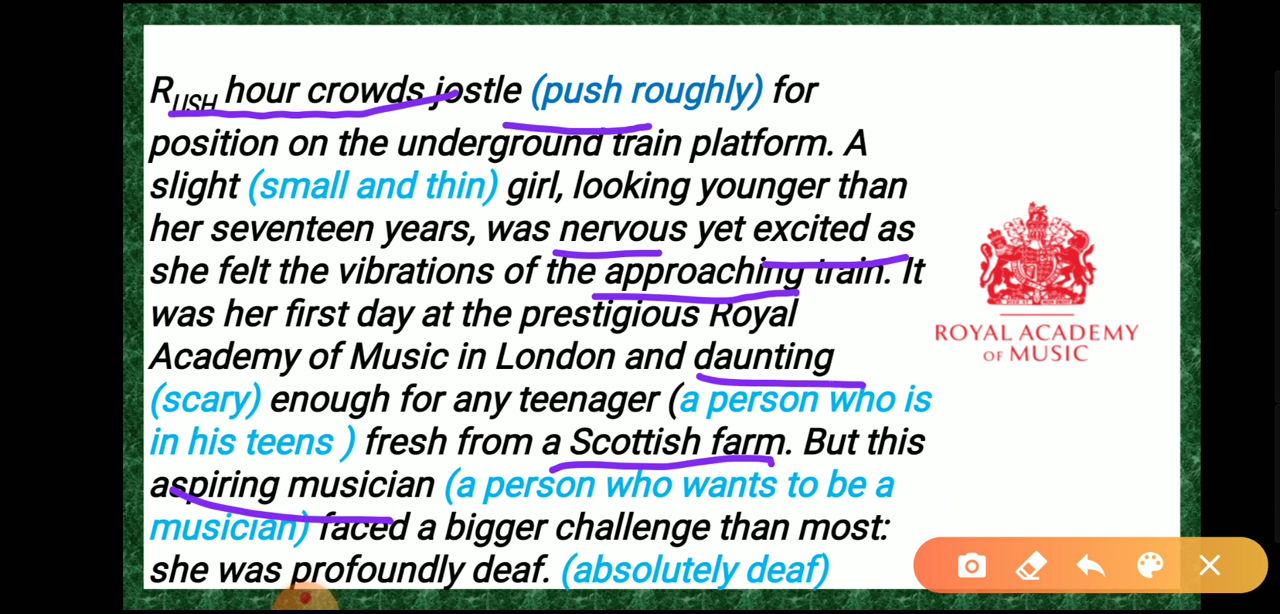 RUSH hour crowds jostle (push roughly) for
position on the underground train platform. A
slight (small and thin) girl, looking younger than
her seventeen years, was nervous yet excited as
she felt the vibrations of the approaching train. It
was her first day at the prestigious Royal
Academy of Music in London and daunting
(scary) enough for any teenager (a person who is
in his teens ) fresh from a Scottish farm. But this
aspiring musician (a person who wants to be a
musician) faced a bigger challenge than most:
she was profoundly deaf. (absolutely deaf)
ROYAL ACADEMY
OF MUSIC